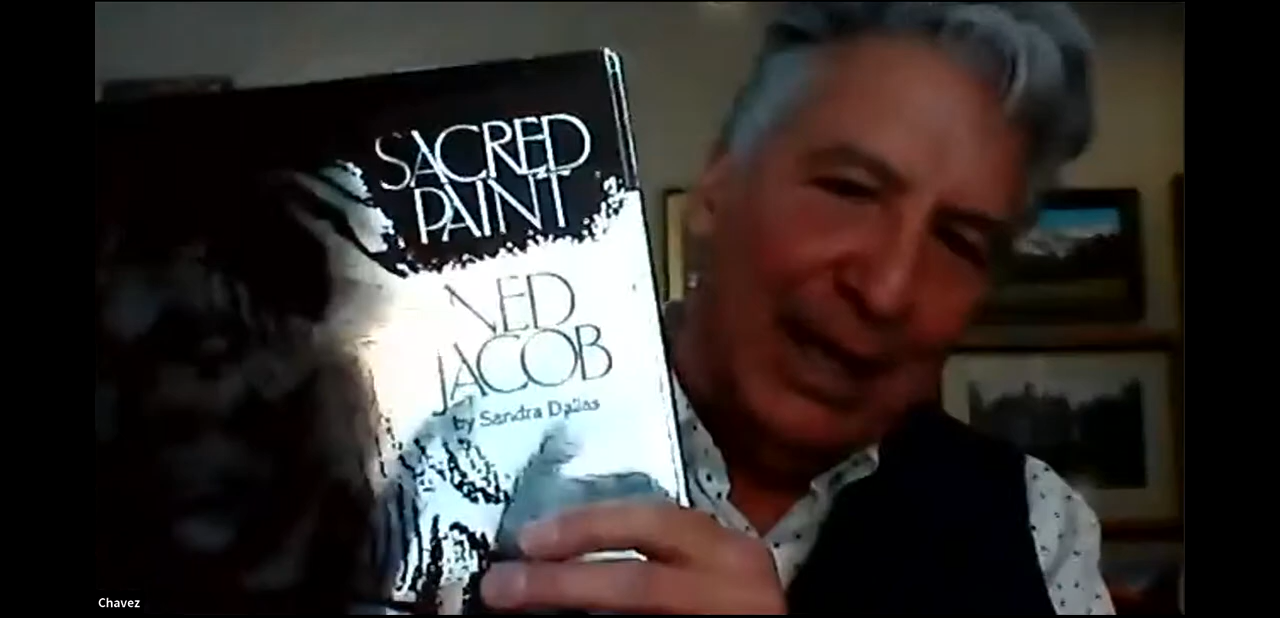 SACRED
PAINT
NED
JACOB
by Sandra Dallas
Chavez